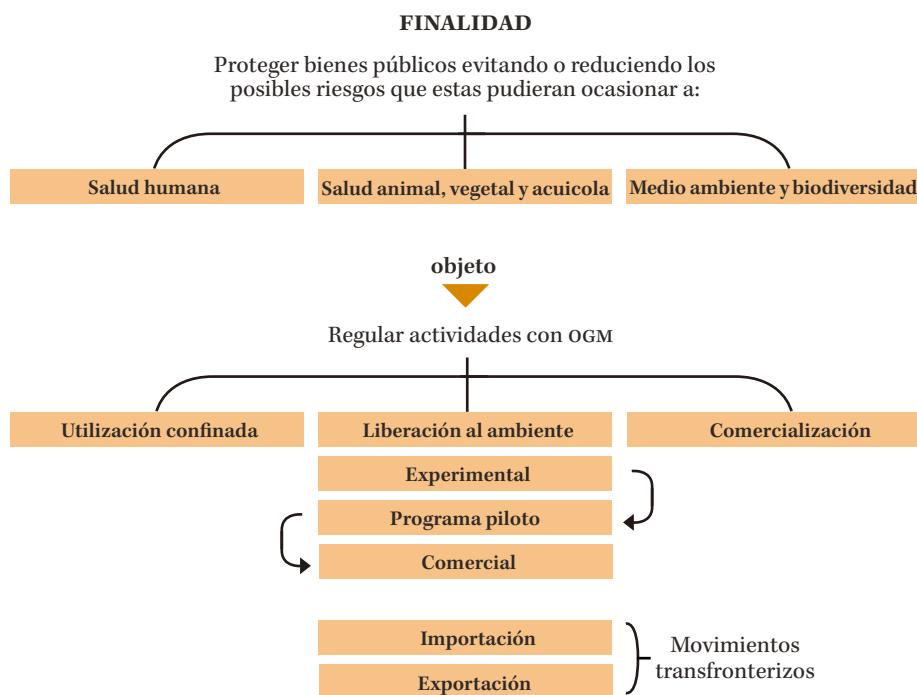 FINALIDAD
Proteger bienes públicos evitando o reduciendo los
posibles riesgos que estas pudieran ocasionar a:
Salud humana
Salud animal, vegetal y acuicola
Medio ambiente y biodiversidad
objeto
Regular actividades con OGM
Utilización confinada
Liberación al ambiente
Comercialización
Experimental
Programa piloto
Comercial
Importación
Exportación
Movimientos
transfronterizos